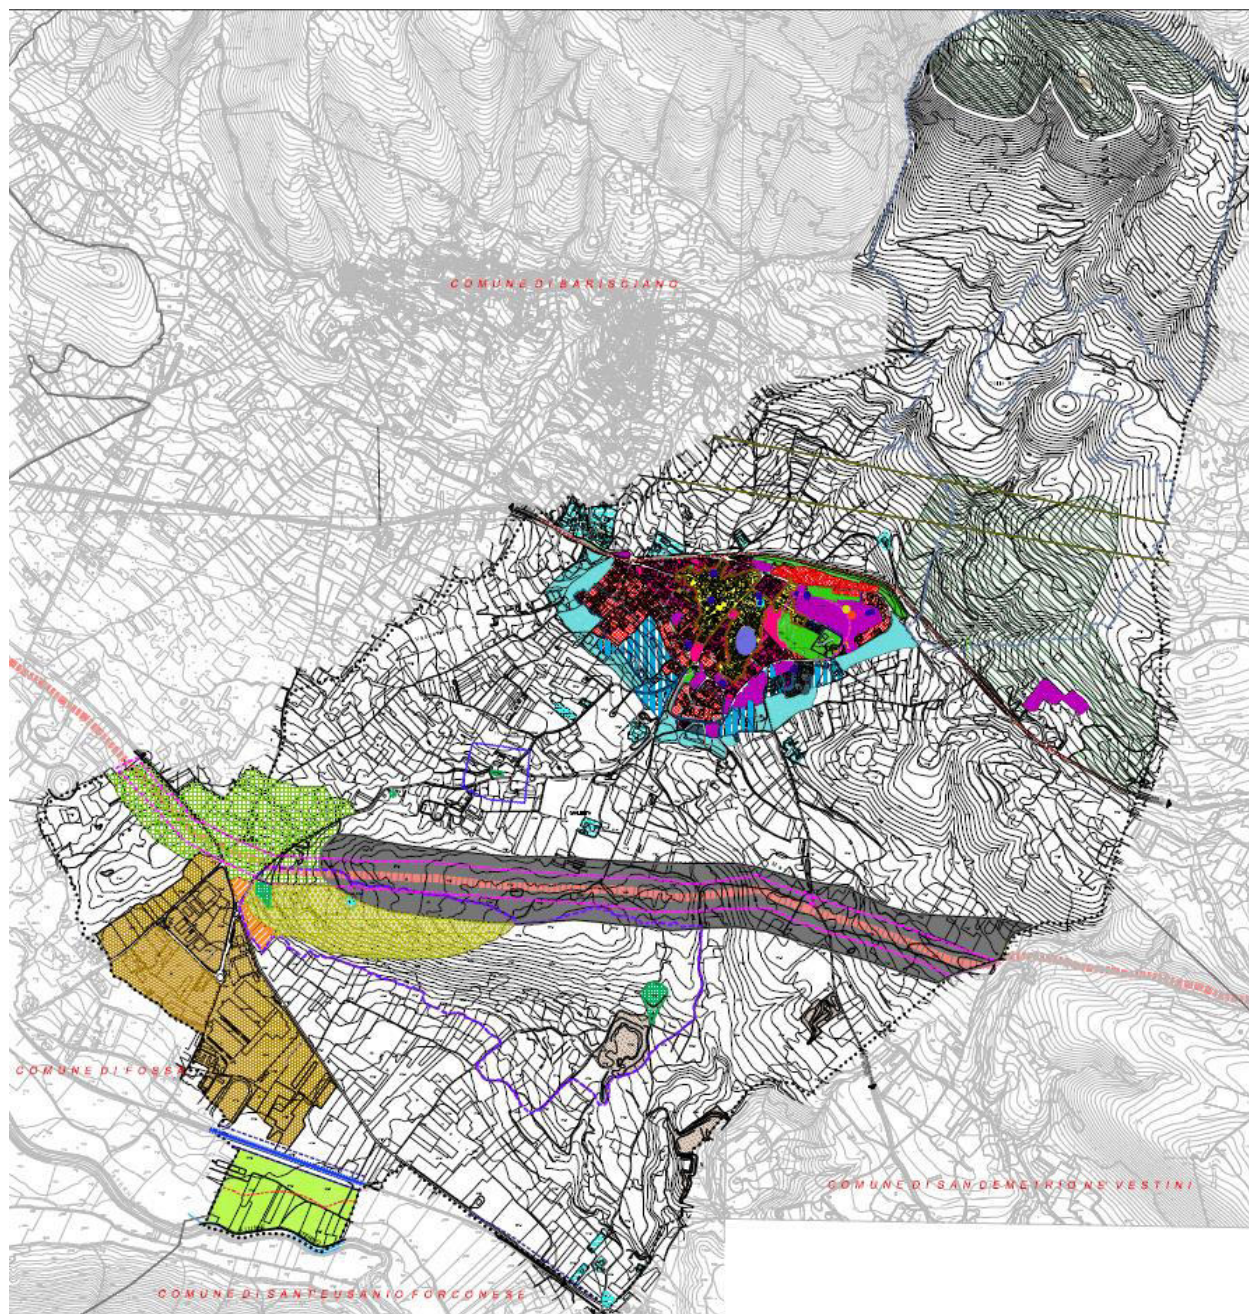 COMUNE DI BARISCIANO
COMUNE DI FOSSA
COMUNE DI SAN DEMETRIO NE VESTINI
COMUNE DI SANT'EUSANIO FORCONESE